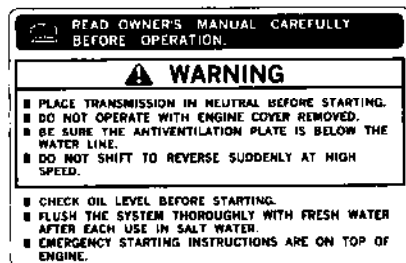 READ OWNER'S MANUAL CAREFULLY
BEFORE OPERATION.
WARNING
■ PLACE TRANSMISSION IN NEUTRAL BEFORE STARTING.
■ DO NOT OPERATE WITH ENGINE COVER REMOVED.
■ BE SURE THE ANTIVENTILATION PLATE IS BELOW THE
WATER LINE.
■ DO NOT SHIFT TO REVERSE SUDDENLY AT HIGH
SPEED.
■ CHECK OIL LEVEL BEFORE STARTING.
■ FLUSH THE SYSTEM THOROUGHLY WITH FRESH WATER
AFTER EACH USE IN SALT WATER.
■ EMERGENCY STARTING INSTRUCTIONS ARE ON TOP OF
ENGINE.